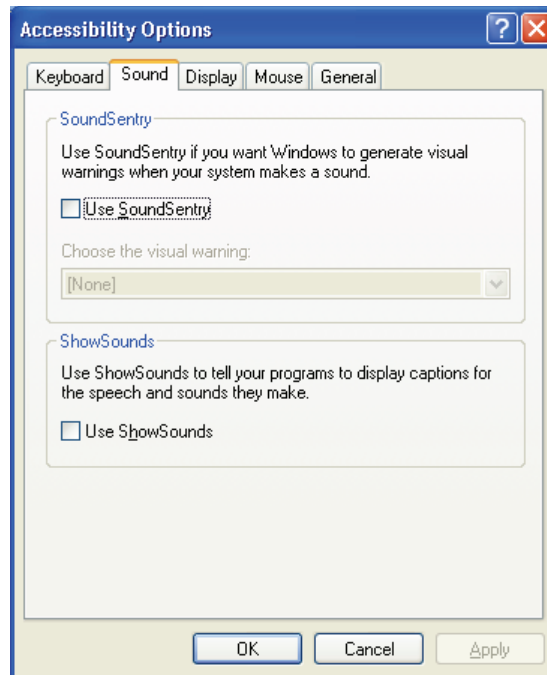 Accessibility Options
Keyboard Sound Display Mouse General
SoundSentry
Use SoundSentry if you want Windows to generate visual
warnings when your system makes a sound.
Use SoundSentry
Choose the visual warning:
[None]
ShowSounds
Use ShowSounds to tell your programs to display captions for
the speech and sounds they make.
Use ShowSounds
OK Cancel Apply